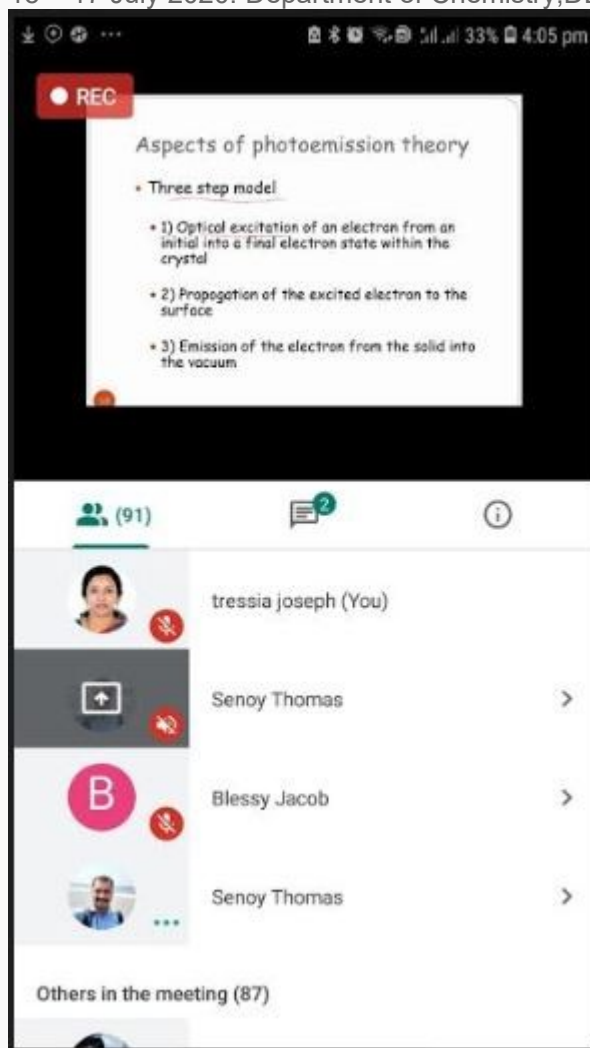 17 July 2020. Department of Chemistry,
33% 4:05 pm
REC
Aspects of photoemission theory
• Three step model
• 1) Optical excitation of an electron from an
initial into a final electron state within the
crystal
• 2) Propogation of the excited electron to the
surface
• 3) Emission of the electron from the solid into
the vacuum
(91)
2
tressia joseph (You)
Senoy Thomas
B
Blessy Jacob
Senoy Thomas
Others in the meeting (87)